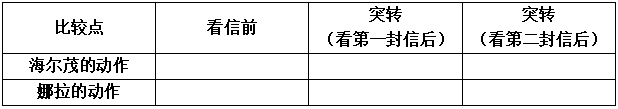 比较点 看信前 突转 突转
（看第一封信后） （看第二封信后）
海尔茂的动作
娜拉的动作